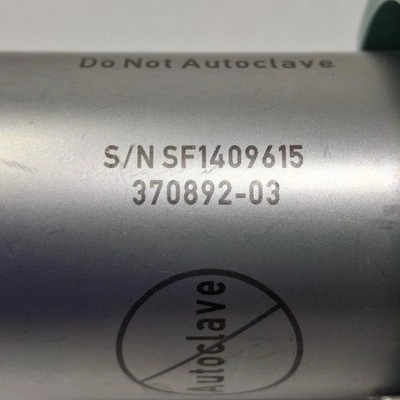 Do Not Autoclave
S/N SF1409615
370892-03
Autoclave